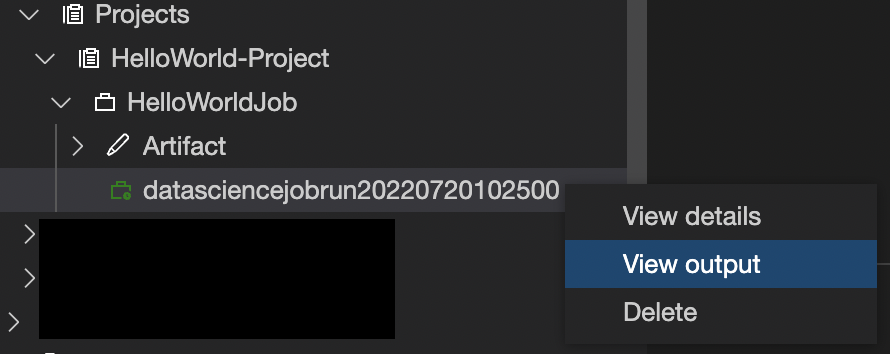 Projects
HelloWorld-Project
HelloWorldJob
Artifact
datasciencejobrun20220720102500
View details
View output
Delete